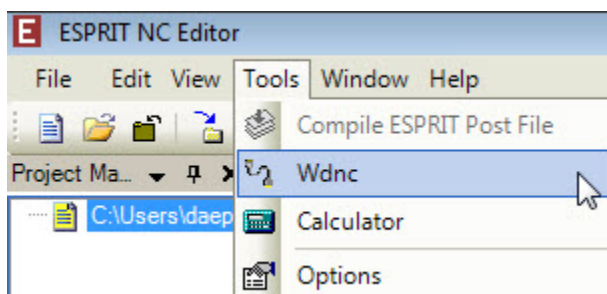 E ESPRIT NC Editor
File Edit View Tools Window Help
Compile ESPRIT Post File
Project Ma...
Wdnc
C:\Users\daep
Calculator
Options